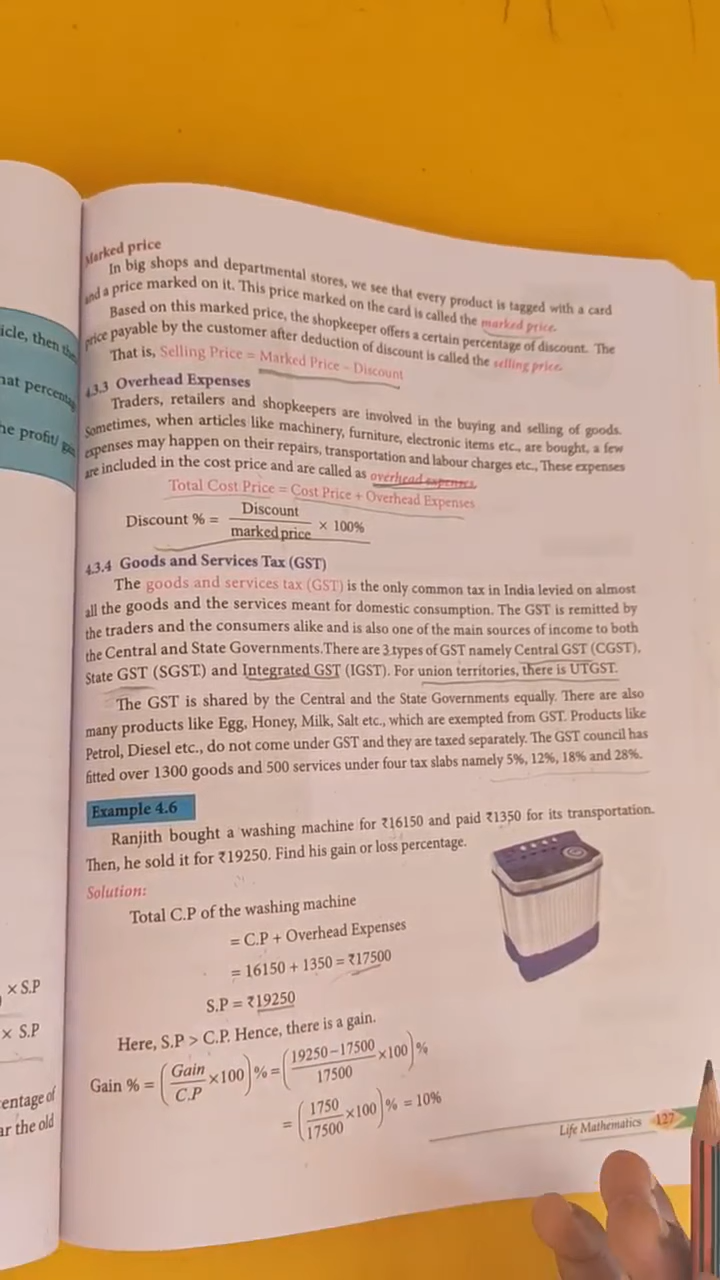 Marked price
In big shops and departmental stores, we see that every product is tagged with a card
and a price marked on it. This price marked on the card is called the marked price.
Based on this marked price, the shopkeeper offers a certain percentage of discount. The
price payable by the customer after deduction of discount is called the selling price.
That is, Selling Price = Marked Price – Discount
4.3.3 Overhead Expenses
Traders, retailers and shopkeepers are involved in the buying and selling of goods.
Sometimes, when articles like machinery, furniture, electronic items etc., are bought, a few
expenses may happen on their repairs, transportation and labour charges etc., These expenses
are included in the cost price and are called as overhead expenses.
Total Cost Price = Cost Price + Overhead Expenses
Discount % = Discount / marked price × 100%
4.3.4 Goods and Services Tax (GST)
The goods and services tax (GST) is the only common tax in India levied on almost
all the goods and the services meant for domestic consumption. The GST is remitted by
the traders and the consumers alike and is also one of the main sources of income to both
the Central and State Governments.There are 3 types of GST namely Central GST (CGST),
State GST (SGST) and Integrated GST (IGST). For union territories, there is UTGST.
The GST is shared by the Central and the State Governments equally. There are also
many products like Egg, Honey, Milk, Salt etc., which are exempted from GST. Products like
Petrol, Diesel etc., do not come under GST and they are taxed separately. The GST council has
fitted over 1300 goods and 500 services under four tax slabs namely 5%, 12%, 18% and 28%.
Example 4.6
Ranjith bought a washing machine for ₹16150 and paid ₹1350 for its transportation.
Then, he sold it for ₹19250. Find his gain or loss percentage.
Solution:
Total C.P of the washing machine
= C.P + Overhead Expenses
= 16150 + 1350 = ₹17500
S.P = ₹19250
Here, S.P > C.P. Hence, there is a gain.
Gain % = (Gain / C.P × 100) % = (19250 – 17500 / 17500 × 100) %
= (1750 / 17500 × 100) % = 10%
Life Mathematics 127
icle, then the
hat percentag
he profit/
× S.P
× S.P
entage of
ar the old